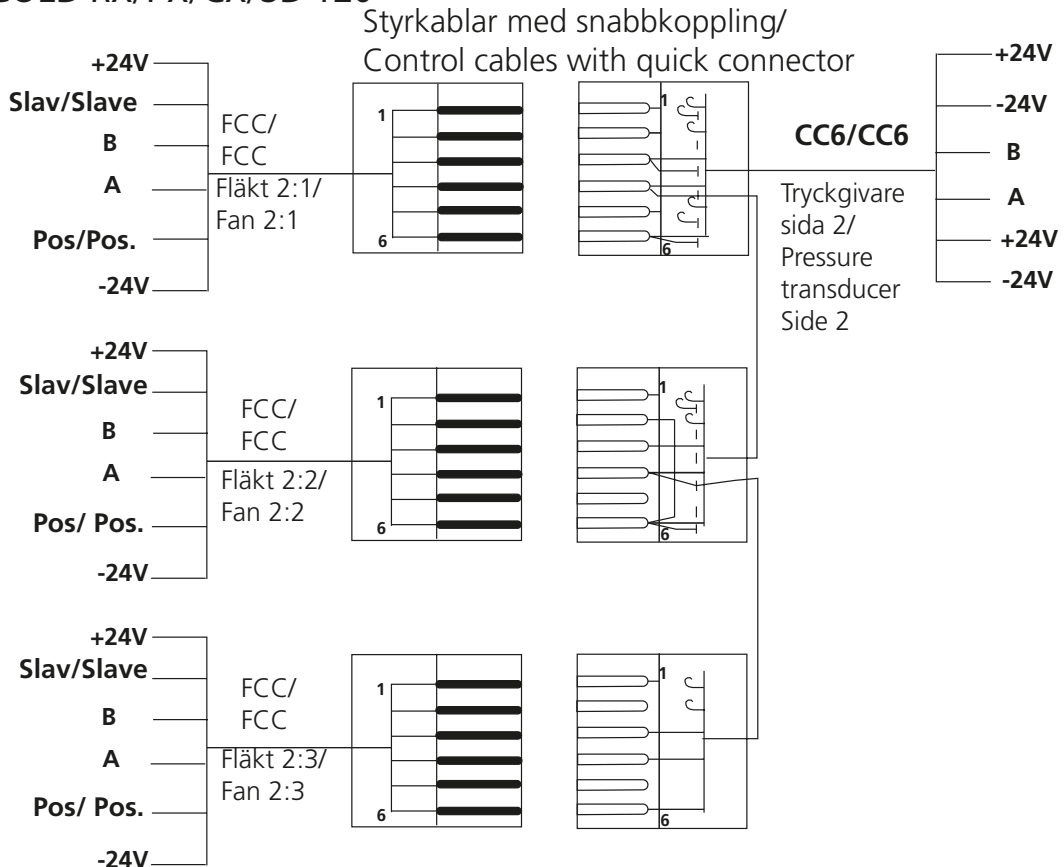 Styrkablar med snabbkoppling/
Control cables with quick connector
+24V
Slav/Slave
B
A
Pos/Pos.
-24V
FCC/
FCC
Fläkt 2:1/
Fan 2:1
1
6
1
6
CC6/CC6
Tryckgivare
sida 2/
Pressure
transducer
Side 2
+24V
-24V
B
A
+24V
-24V
+24V
Slav/Slave
B
A
Pos/ Pos.
-24V
FCC/
FCC
Fläkt 2:2/
Fan 2:2
1
6
1
6
+24V
Slav/Slave
B
A
Pos/ Pos.
-24V
FCC/
FCC
Fläkt 2:3/
Fan 2:3
1
6
1
6